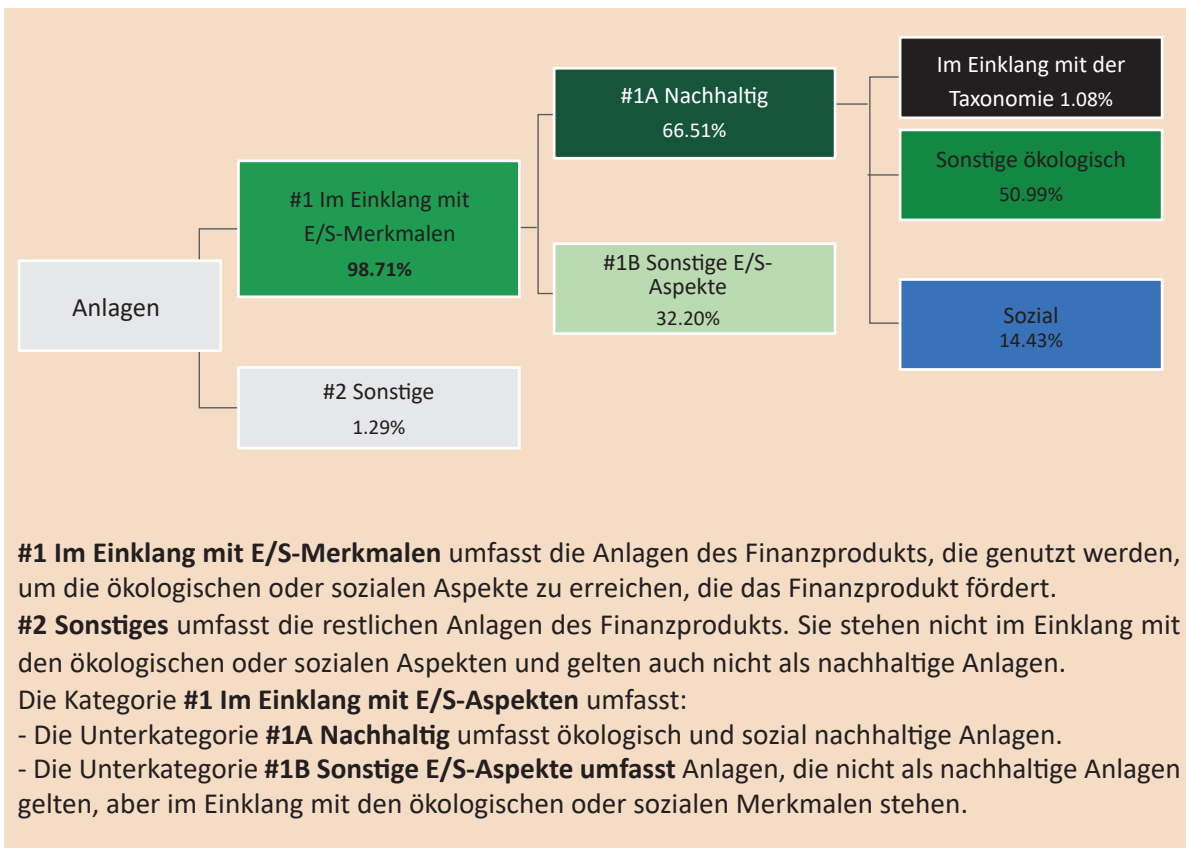 Anlagen
#1 Im Einklang mit
E/S-Merkmalen
98.71%
#2 Sonstige
1.29%
#1A Nachhaltig
66.51%
#1B Sonstige E/S-
Aspekte
32.20%
Im Einklang mit der
Taxonomie 1.08%
Sonstige ökologisch
50.99%
Sozial
14.43%
#1 Im Einklang mit E/S-Merkmalen umfasst die Anlagen des Finanzprodukts, die genutzt werden,
um die ökologischen oder sozialen Aspekte zu erreichen, die das Finanzprodukt fördert.
#2 Sonstiges umfasst die restlichen Anlagen des Finanzprodukts. Sie stehen nicht im Einklang mit
den ökologischen oder sozialen Aspekten und gelten auch nicht als nachhaltige Anlagen.
Die Kategorie #1 Im Einklang mit E/S-Aspekten umfasst:
- Die Unterkategorie #1A Nachhaltig umfasst ökologisch und sozial nachhaltige Anlagen.
- Die Unterkategorie #1B Sonstige E/S-Aspekte umfasst Anlagen, die nicht als nachhaltige Anlagen
gelten, aber im Einklang mit den ökologischen oder sozialen Merkmalen stehen.